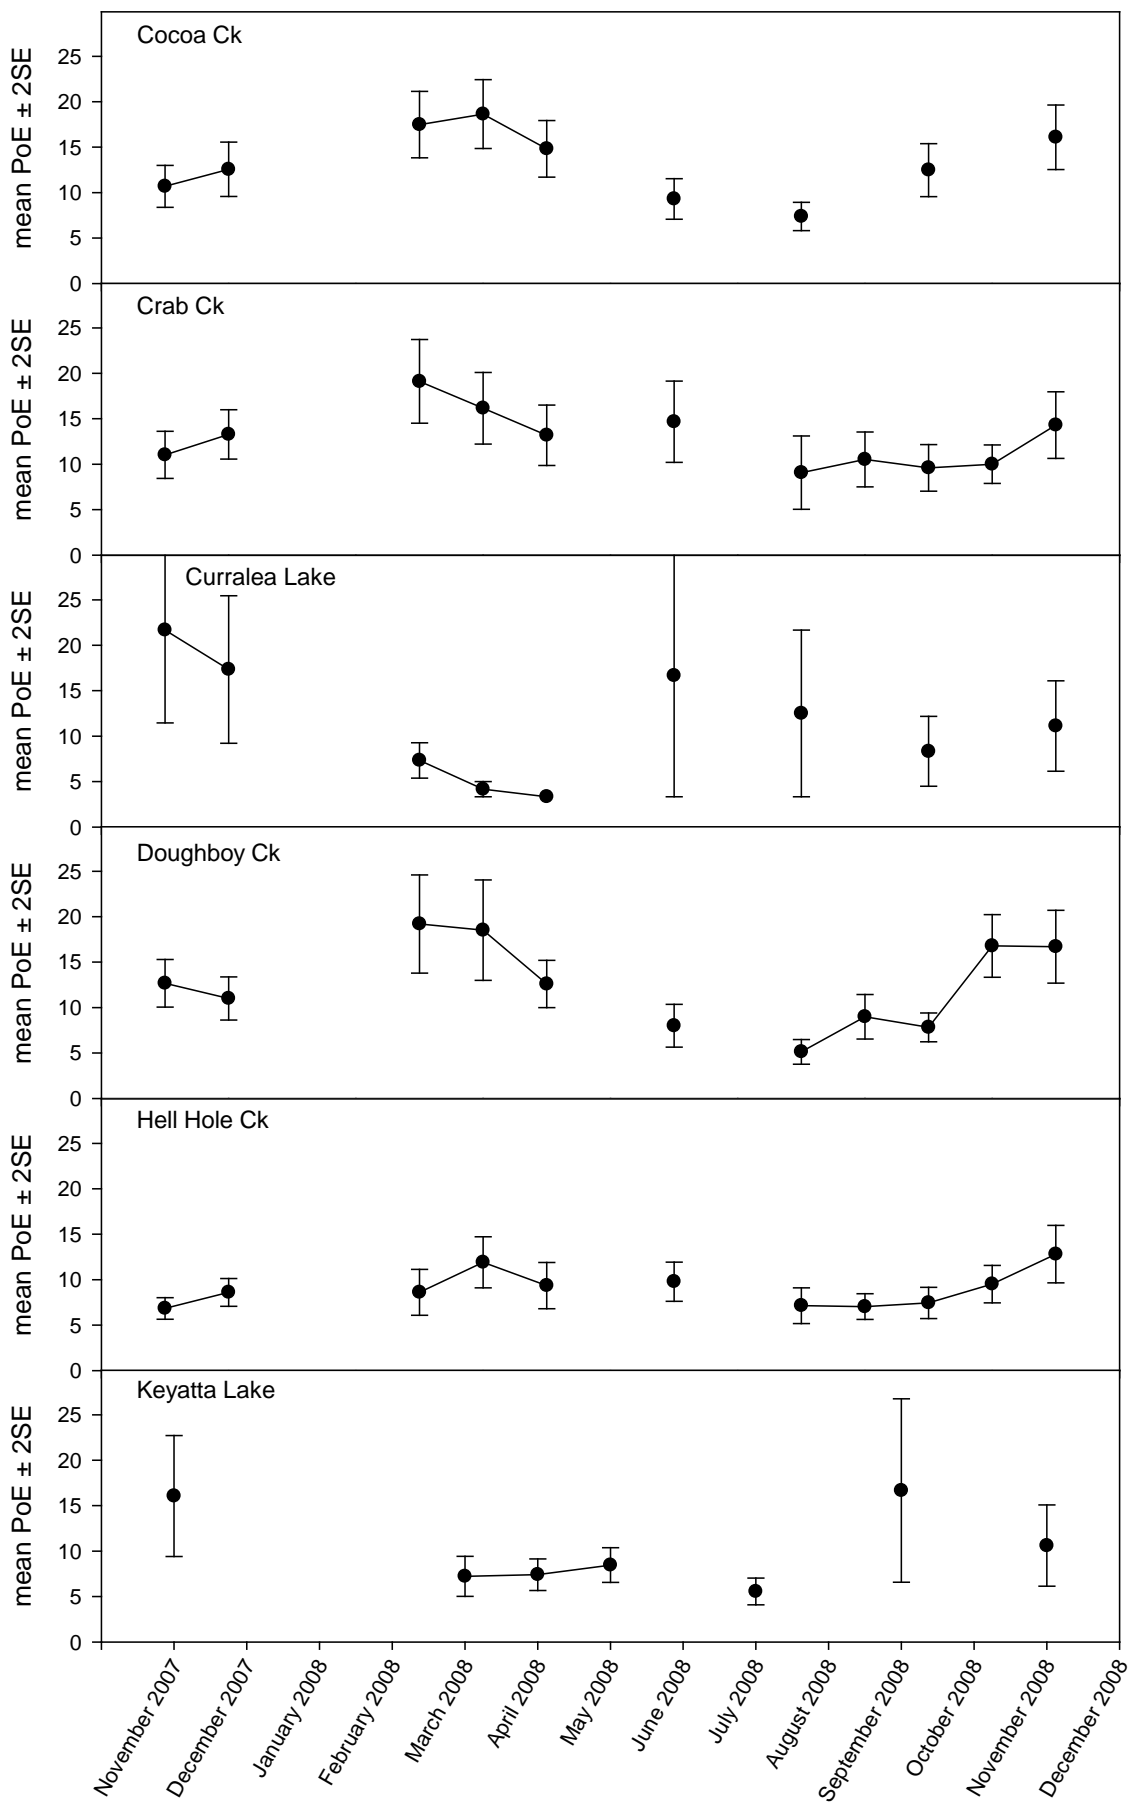 Cocoa Ck
mean PoE ± 2SE
25
20
15
10
5
0
Crab Ck
mean PoE ± 2SE
25
20
15
10
5
0
Curralea Lake
mean PoE ± 2SE
25
20
15
10
5
0
Doughboy Ck
mean PoE ± 2SE
25
20
15
10
5
0
Hell Hole Ck
mean PoE ± 2SE
25
20
15
10
5
0
Keyatta Lake
mean PoE ± 2SE
25
20
15
10
5
0
November 2007
December 2007
January 2008
February 2008
March 2008
April 2008
May 2008
June 2008
July 2008
August 2008
September 2008
October 2008
November 2008
December 2008